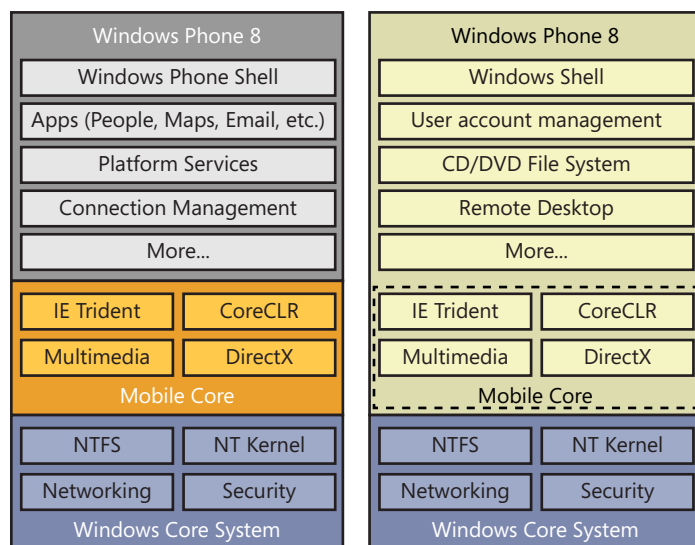 Windows Phone 8
Windows Phone Shell
Apps (People, Maps, Email, etc.)
Platform Services
Connection Management
More...
IE Trident
CoreCLR
Multimedia
DirectX
Mobile Core
NTFS
NT Kernel
Networking
Security
Windows Core System
Windows Phone 8
Windows Shell
User account management
CD/DVD File System
Remote Desktop
More...
IE Trident
CoreCLR
Multimedia
DirectX
Mobile Core
NTFS
NT Kernel
Networking
Security
Windows Core System